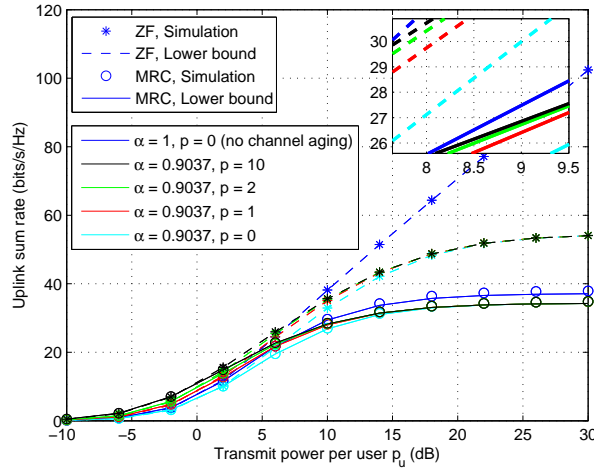 120
100
80
60
40
20
0
−10
−5
0
5
10
15
20
25
30
Transmit power per user p_u (dB)
Uplink sum rate (bits/s/Hz)
ZF, Simulation
ZF, Lower bound
MRC, Simulation
MRC, Lower bound
α = 1, p = 0 (no channel aging)
α = 0.9037, p = 10
α = 0.9037, p = 2
α = 0.9037, p = 1
α = 0.9037, p = 0
30
29
28
27
26
8
8.5
9
9.5